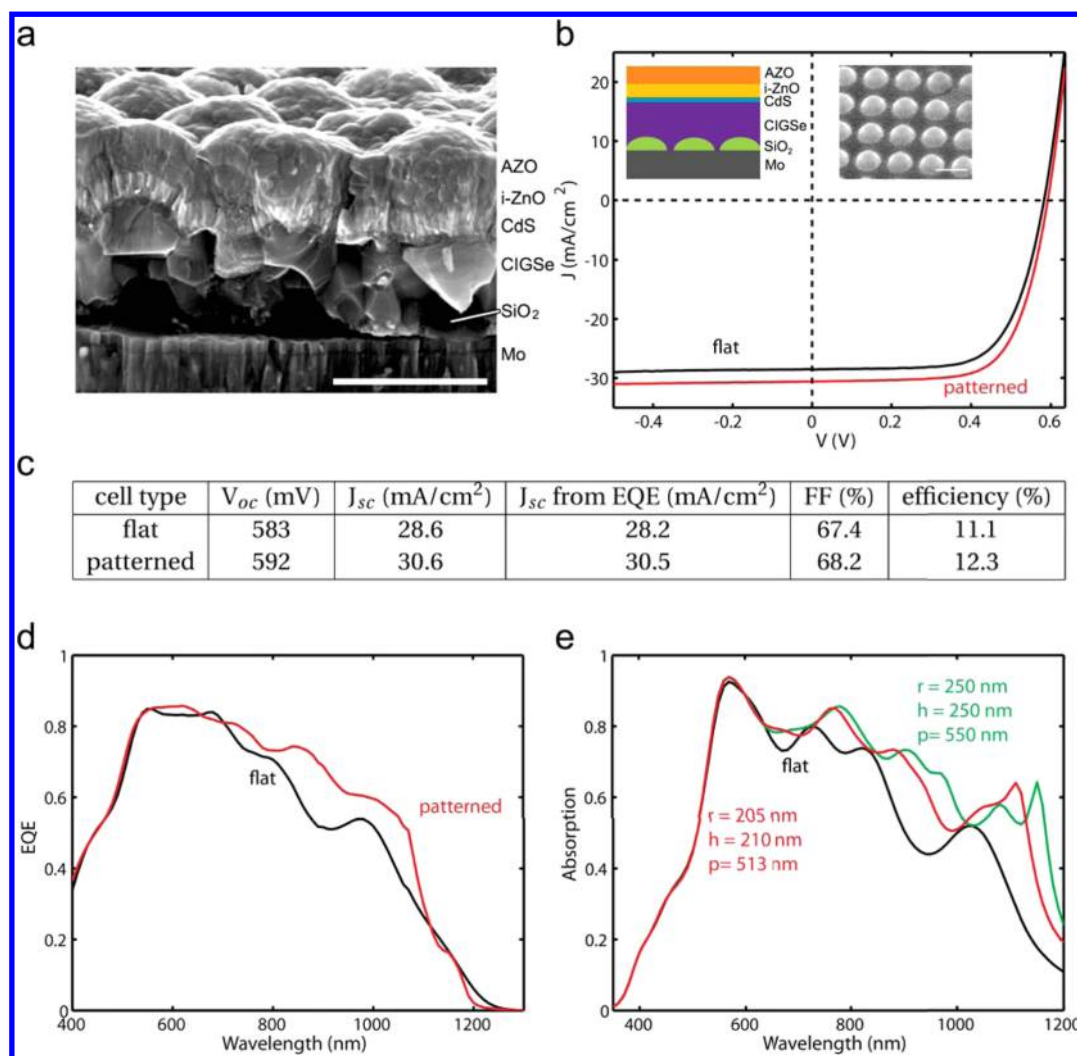 a
AZO
i-ZnO
CdS
CIGSe
SiO₂
Mo
b
AZO
i-ZnO
CdS
CIGSe
SiO₂
Mo
20
10
0
-10
-20
-30
J (mA/cm²)
flat
patterned
-0.4 -0.2 0 0.2 0.4 0.6
V (V)
c
cell type V_oc (mV) J_sc (mA/cm²) J_sc from EQE (mA/cm²) FF (%) efficiency (%)
flat 583 28.6 28.2 67.4 11.1
patterned 592 30.6 30.5 68.2 12.3
d
1
0.8
0.6
0.4
0.2
0
EQE
flat
patterned
400 600 800 1000 1200
Wavelength (nm)
e
1
0.8
0.6
0.4
0.2
0
Absorption
r = 250 nm
h = 250 nm
p= 550 nm
flat
r = 205 nm
h = 210 nm
p= 513 nm
400 600 800 1000 1200
Wavelength (nm)